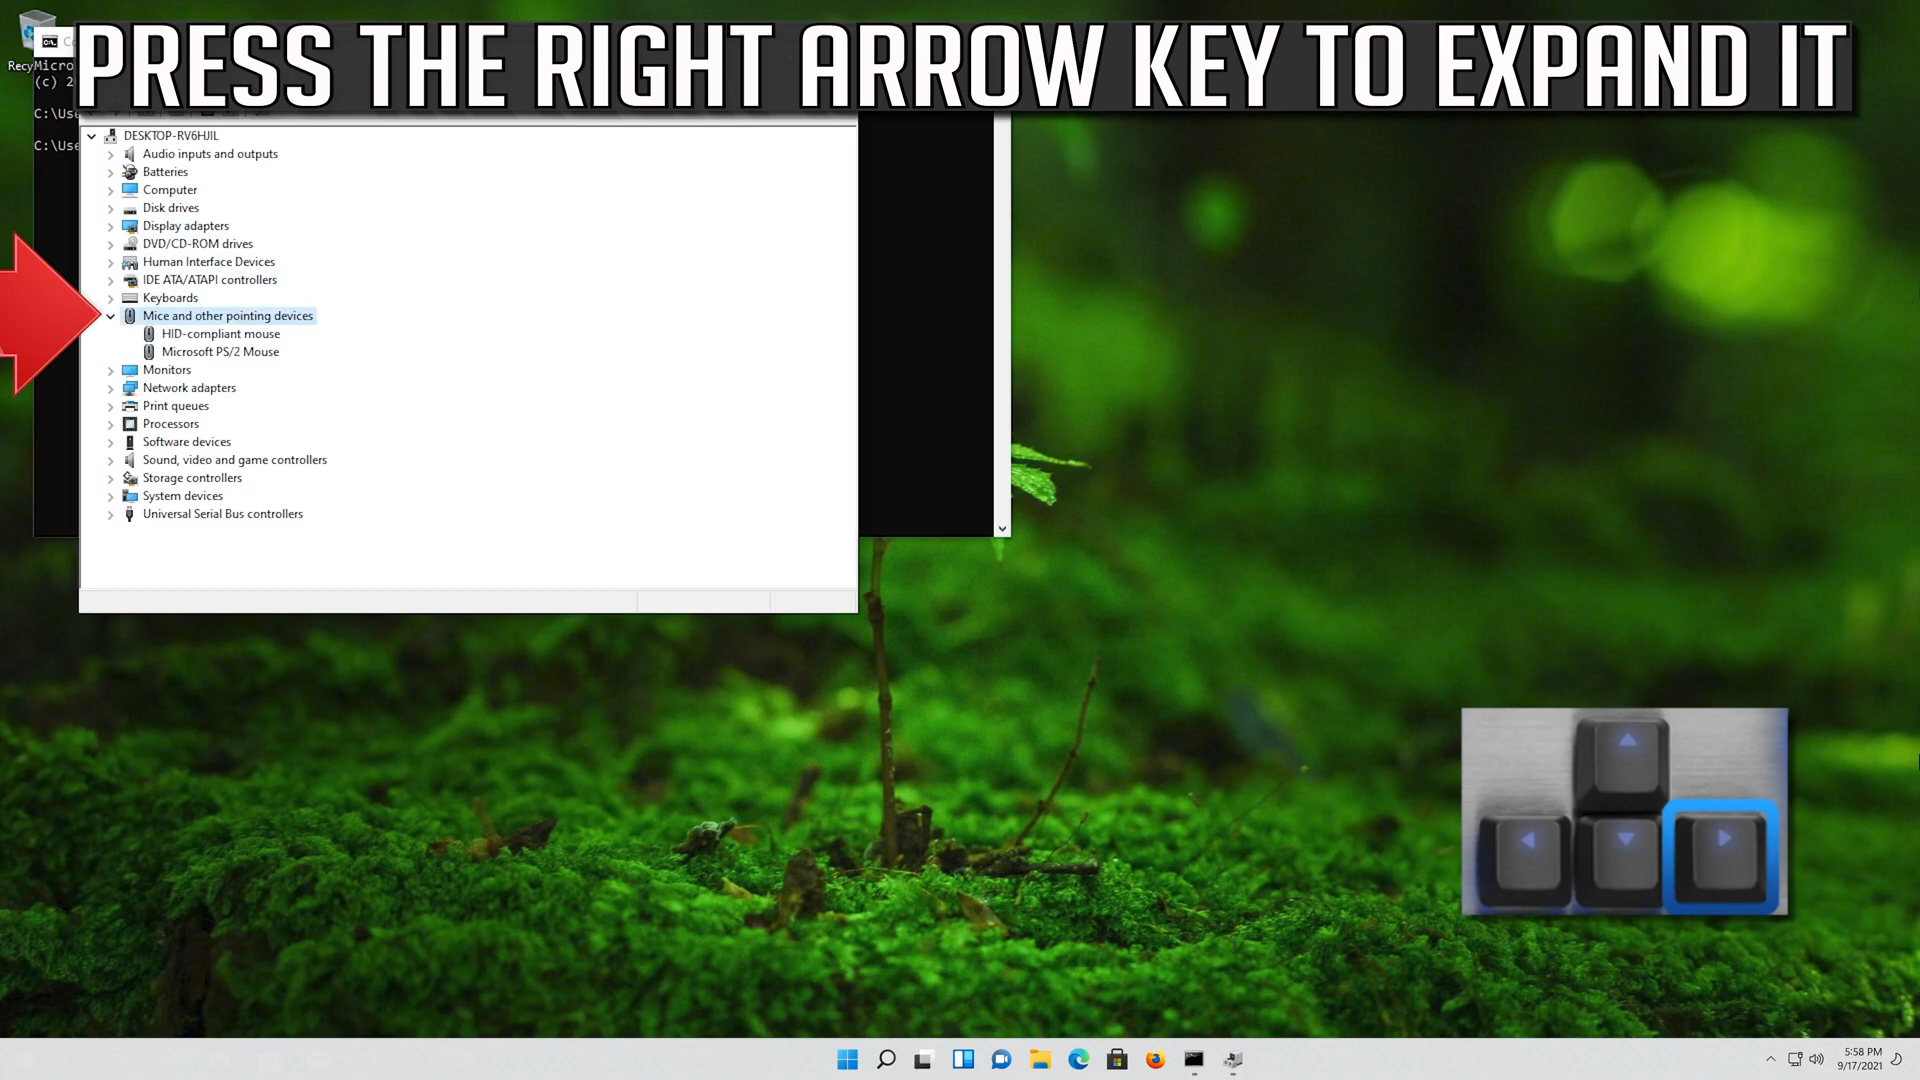 PRESS THE RIGHT ARROW KEY TO EXPAND IT
Micro
(c) 2
C:\Use
C:\Use
DESKTOP-RV6HJIL
Audio inputs and outputs
Batteries
Computer
Disk drives
Display adapters
DVD/CD-ROM drives
Human Interface Devices
IDE ATA/ATAPI controllers
Keyboards
Mice and other pointing devices
HID-compliant mouse
Microsoft PS/2 Mouse
Monitors
Network adapters
Print queues
Processors
Software devices
Sound, video and game controllers
Storage controllers
System devices
Universal Serial Bus controllers
5:58 PM
9/17/2021